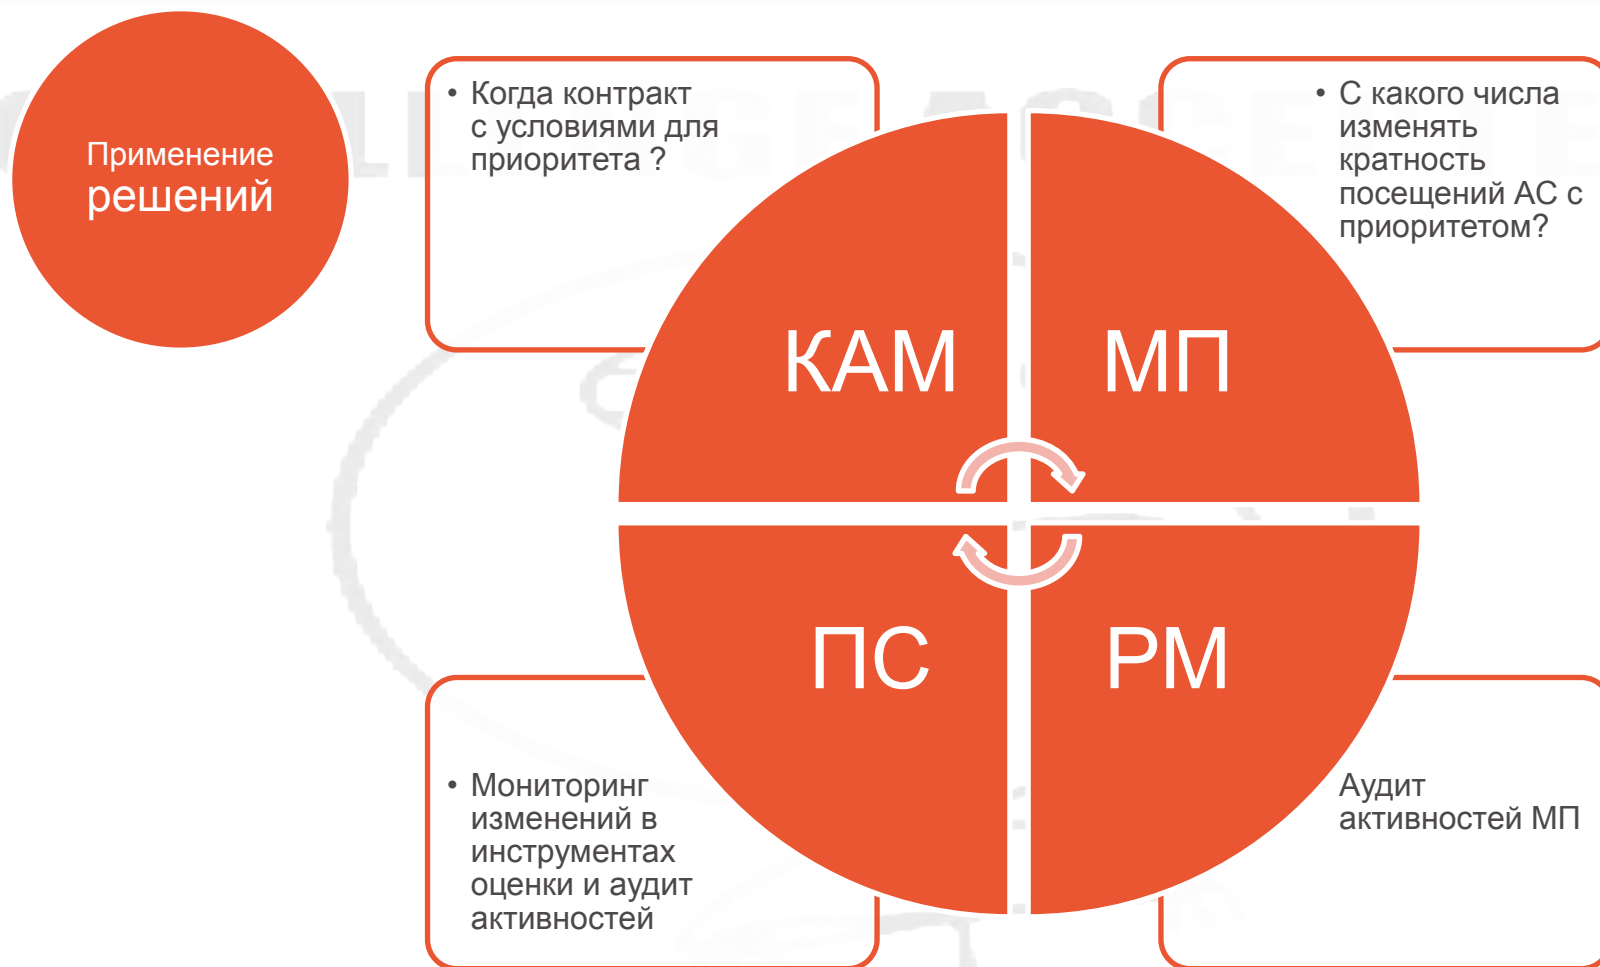 Применение
решений
• Когда контракт
с условиями для
приоритета ?
• С какого числа
изменять
кратность
посещений АС с
приоритетом?
КАМ
МП
ПС
РМ
• Мониторинг
изменений в
инструментах
оценки и аудит
активностей
Аудит
активностей МП